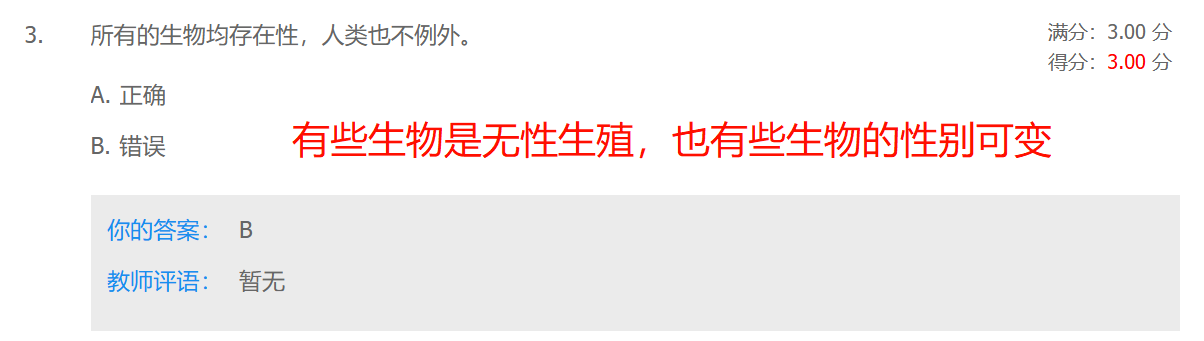 3. 所有的生物均存在性，人类也不例外。
满分：3.00 分
得分：3.00 分
A. 正确
B. 错误
有些生物是无性生殖，也有些生物的性别可变
你的答案： B
教师评语： 暂无